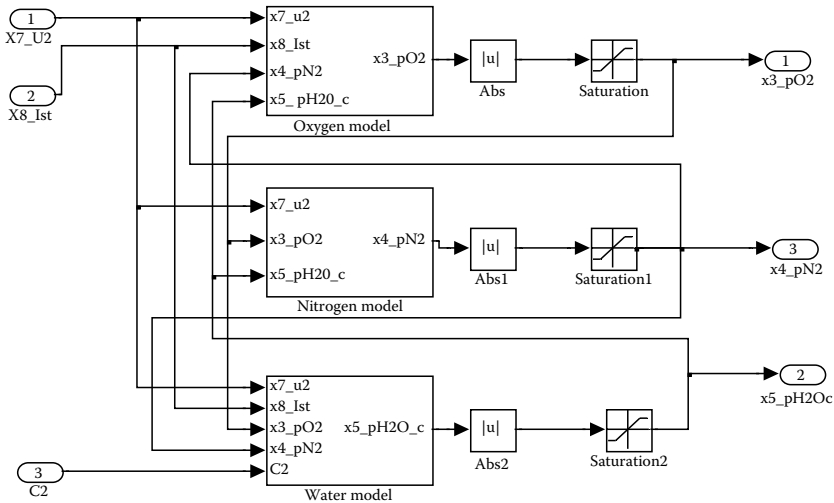 1
X7_U2
2
X8_Ist
x7_u2
x8_Ist
x4_pN2
x5_ pH20_c
x3_pO2
Oxygen model
|u|
Abs
Saturation
1
x3_pO2
x7_u2
x3_pO2
x5_pH20_c
x4_pN2
Nitrogen model
|u|
Abs1
Saturation1
3
x4_pN2
x7_u2
x8_Ist
x3_pO2
x4_pN2
C2
x5_pH2O_c
Water model
|u|
Abs2
Saturation2
2
x5_pH2Oc
3
C2